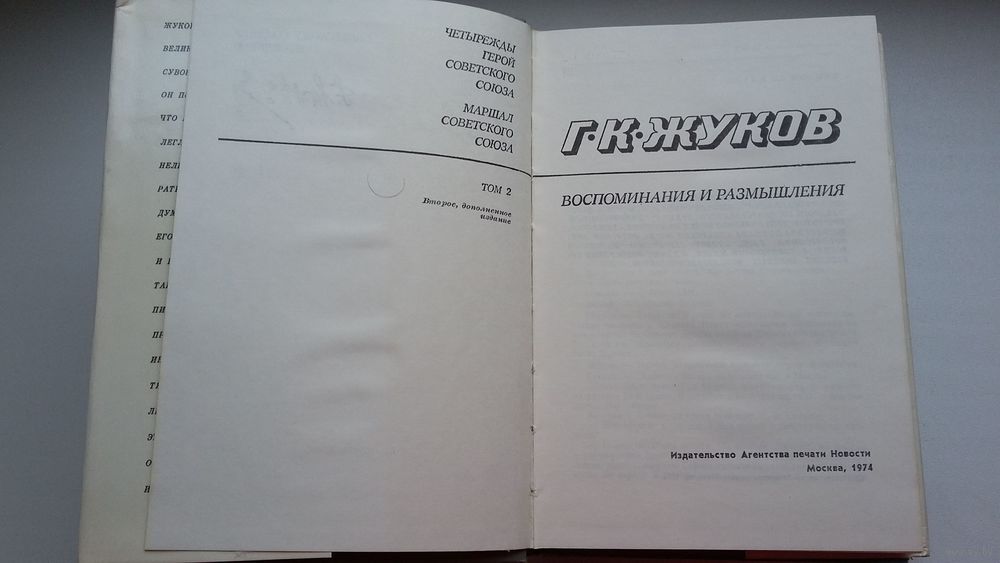 ЧЕТЫРЕЖДЫ
ГЕРОЙ
СОВЕТСКОГО
СОЮЗА
МАРШАЛ
СОВЕТСКОГО
СОЮЗА
ТОМ 2
Второе, дополненное
издание
Г·К·ЖУКОВ
ВОСПОМИНАНИЯ И РАЗМЫШЛЕНИЯ
Издательство Агентства печати Новости
Москва, 1974